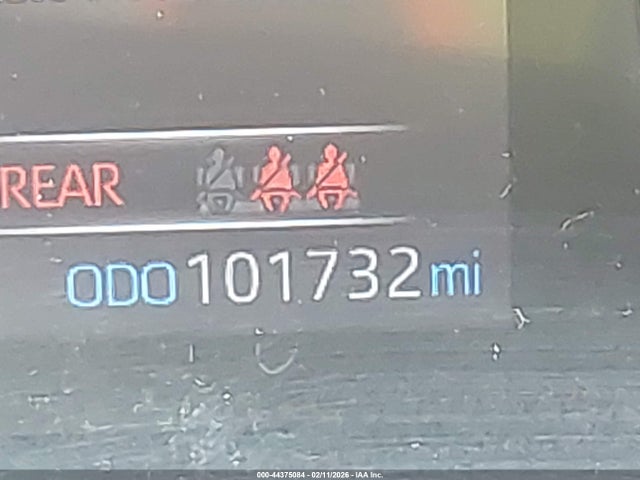 REAR
ODO 101732 mi
000-44375084 - 02/11/2026 - IAA Inc.